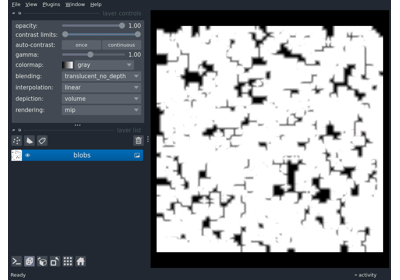 File View Plugins Window Help
layer controls
opacity: 1.00
contrast limits:
auto-contrast: once continuous
gamma: 1.00
colormap: gray
blending: translucent_no_depth
interpolation: linear
depiction: volume
rendering: mip
layer list
blobs
Ready activity